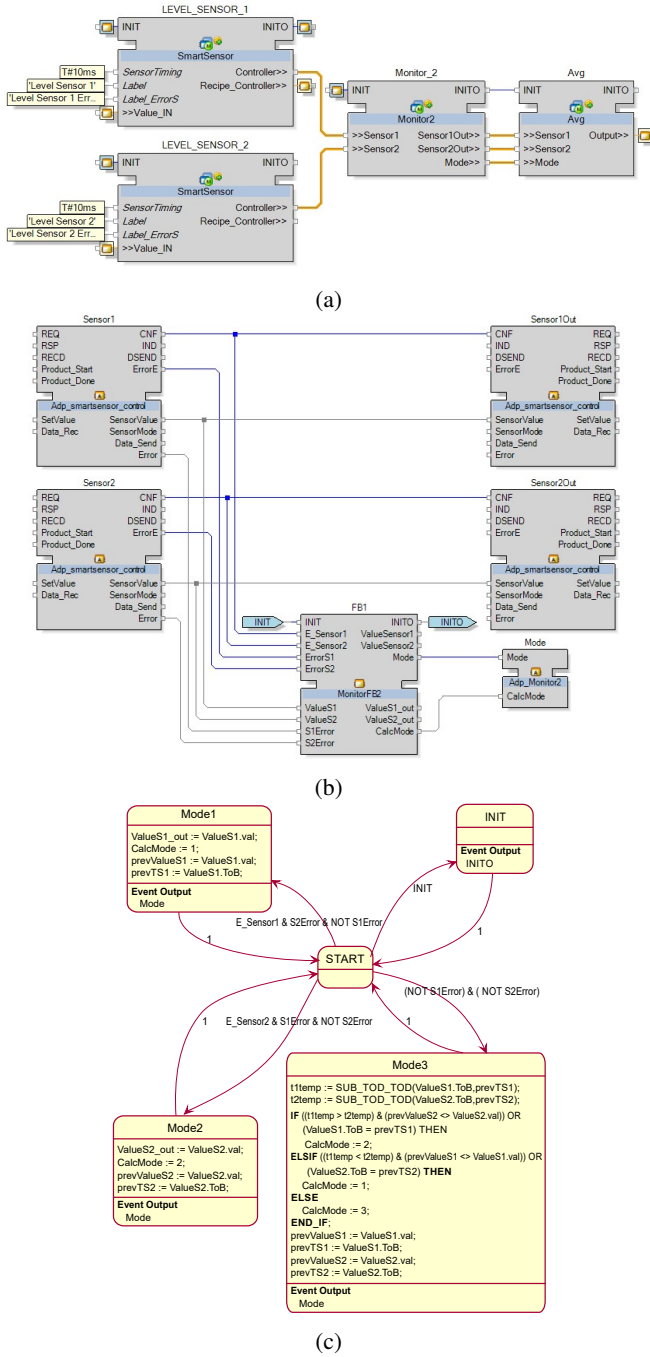 LEVEL_SENSOR_1
INIT INITO
SmartSensor
T#10ms
'Level Sensor 1'
'Level Sensor 1 Err...
SensorTiming Controller>>
Label Recipe_Controller>>
Label_ErrorS
>>Value_IN
LEVEL_SENSOR_2
INIT INITO
SmartSensor
T#10ms
'Level Sensor 2'
'Level Sensor 2 Err...
SensorTiming Controller>>
Label Recipe_Controller>>
Label_ErrorS
>>Value_IN
Monitor_2
INIT INITO
Monitor2
>>Sensor1 Sensor1Out>>
>>Sensor2 Sensor2Out>>
Mode>>
Avg
INIT INITO
Avg
>>Sensor1 Output>>
>>Sensor2
>>Mode
(a)
Sensor1
REQ CNF
RSP IND
RECD DSEND
Product_Start ErrorE
Product_Done
Adp_smartsensor_control
SetValue SensorValue
Data_Rec SensorMode
Data_Send
Error
Sensor1Out
CNF REQ
IND RSP
DSEND RECD
ErrorE Product_Start
Product_Done
Adp_smartsensor_control
SensorValue SetValue
SensorMode Data_Rec
Data_Send
Error
Sensor2
REQ CNF
RSP IND
RECD DSEND
Product_Start ErrorE
Product_Done
Adp_smartsensor_control
SetValue SensorValue
Data_Rec SensorMode
Data_Send
Error
Sensor2Out
CNF REQ
IND RSP
DSEND RECD
ErrorE Product_Start
Product_Done
Adp_smartsensor_control
SensorValue SetValue
SensorMode Data_Rec
Data_Send
Error
FB1
INIT
INIT INITO
E_Sensor1 ValueSensor1
E_Sensor2 ValueSensor2
ErrorS1 Mode
ErrorS2
MonitorFB2
ValueS1 ValueS1_out
ValueS2 ValueS2_out
S1Error CalcMode
S2Error
INITO
Mode
Mode
Adp_Monitor2
CalcMode
(b)
Mode1
ValueS1_out := ValueS1.val;
CalcMode := 1;
prevValueS1 := ValueS1.val;
prevTS1 := ValueS1.ToB;
Event Output
Mode
INIT
Event Output
INITO
INIT
1
E_Sensor1 & S2Error & NOT S1Error
1
START
(NOT S1Error) & ( NOT S2Error)
1
E_Sensor2 & S1Error & NOT S2Error
1
Mode2
ValueS2_out := ValueS2.val;
CalcMode := 2;
prevValueS2 := ValueS2.val;
prevTS2 := ValueS2.ToB;
Event Output
Mode
Mode3
t1temp := SUB_TOD_TOD(ValueS1.ToB,prevTS1);
t2temp := SUB_TOD_TOD(ValueS2.ToB,prevTS2);
IF ((t1temp > t2temp) & (prevValueS2 <> ValueS2.val)) OR
(ValueS1.ToB = prevTS1) THEN
CalcMode := 2;
ELSIF ((t1temp < t2temp) & (prevValueS1 <> ValueS1.val)) OR
(ValueS2.ToB = prevTS2) THEN
CalcMode := 1;
ELSE
CalcMode := 3;
END_IF;
prevValueS1 := ValueS1.val;
prevTS1 := ValueS1.ToB;
prevValueS2 := ValueS2.val;
prevTS2 := ValueS2.ToB;
Event Output
Mode
(c)